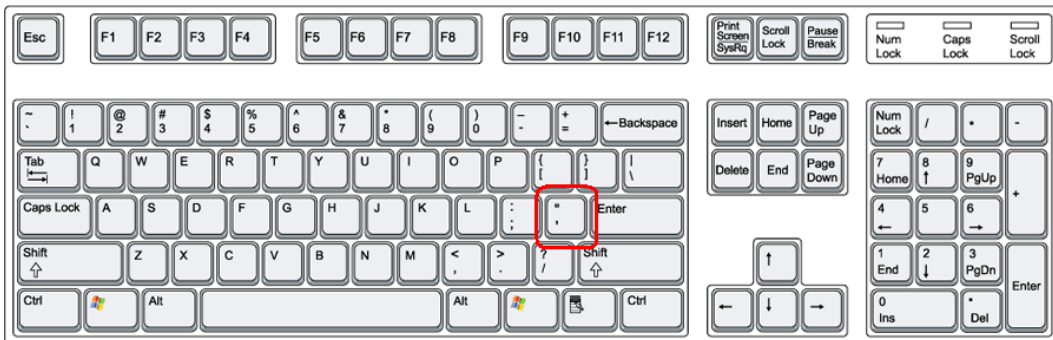 Esc F1 F2 F3 F4 F5 F6 F7 F8 F9 F10 F11 F12 Print Screen SysRq Scroll Lock Pause Break Num Lock Caps Lock Scroll Lock
~ ` ! 1 @ 2 # 3 $ 4 % 5 ^ 6 & 7 * 8 ( 9 ) 0 – - + = ←Backspace Insert Home Page Up Num Lock / * -
Tab Q W E R T Y U I O P { [ } ] | \ Delete End Page Down 7 Home 8 ↑ 9 PgUp +
Caps Lock A S D F G H J K L : ; " ' Enter 4 ← 5 6 →
Shift Z X C V B N M < , > . ? / Shift ↑ 1 End 2 ↓ 3 PgDn Enter
Ctrl Alt Alt Ctrl ← ↓ → 0 Ins . Del